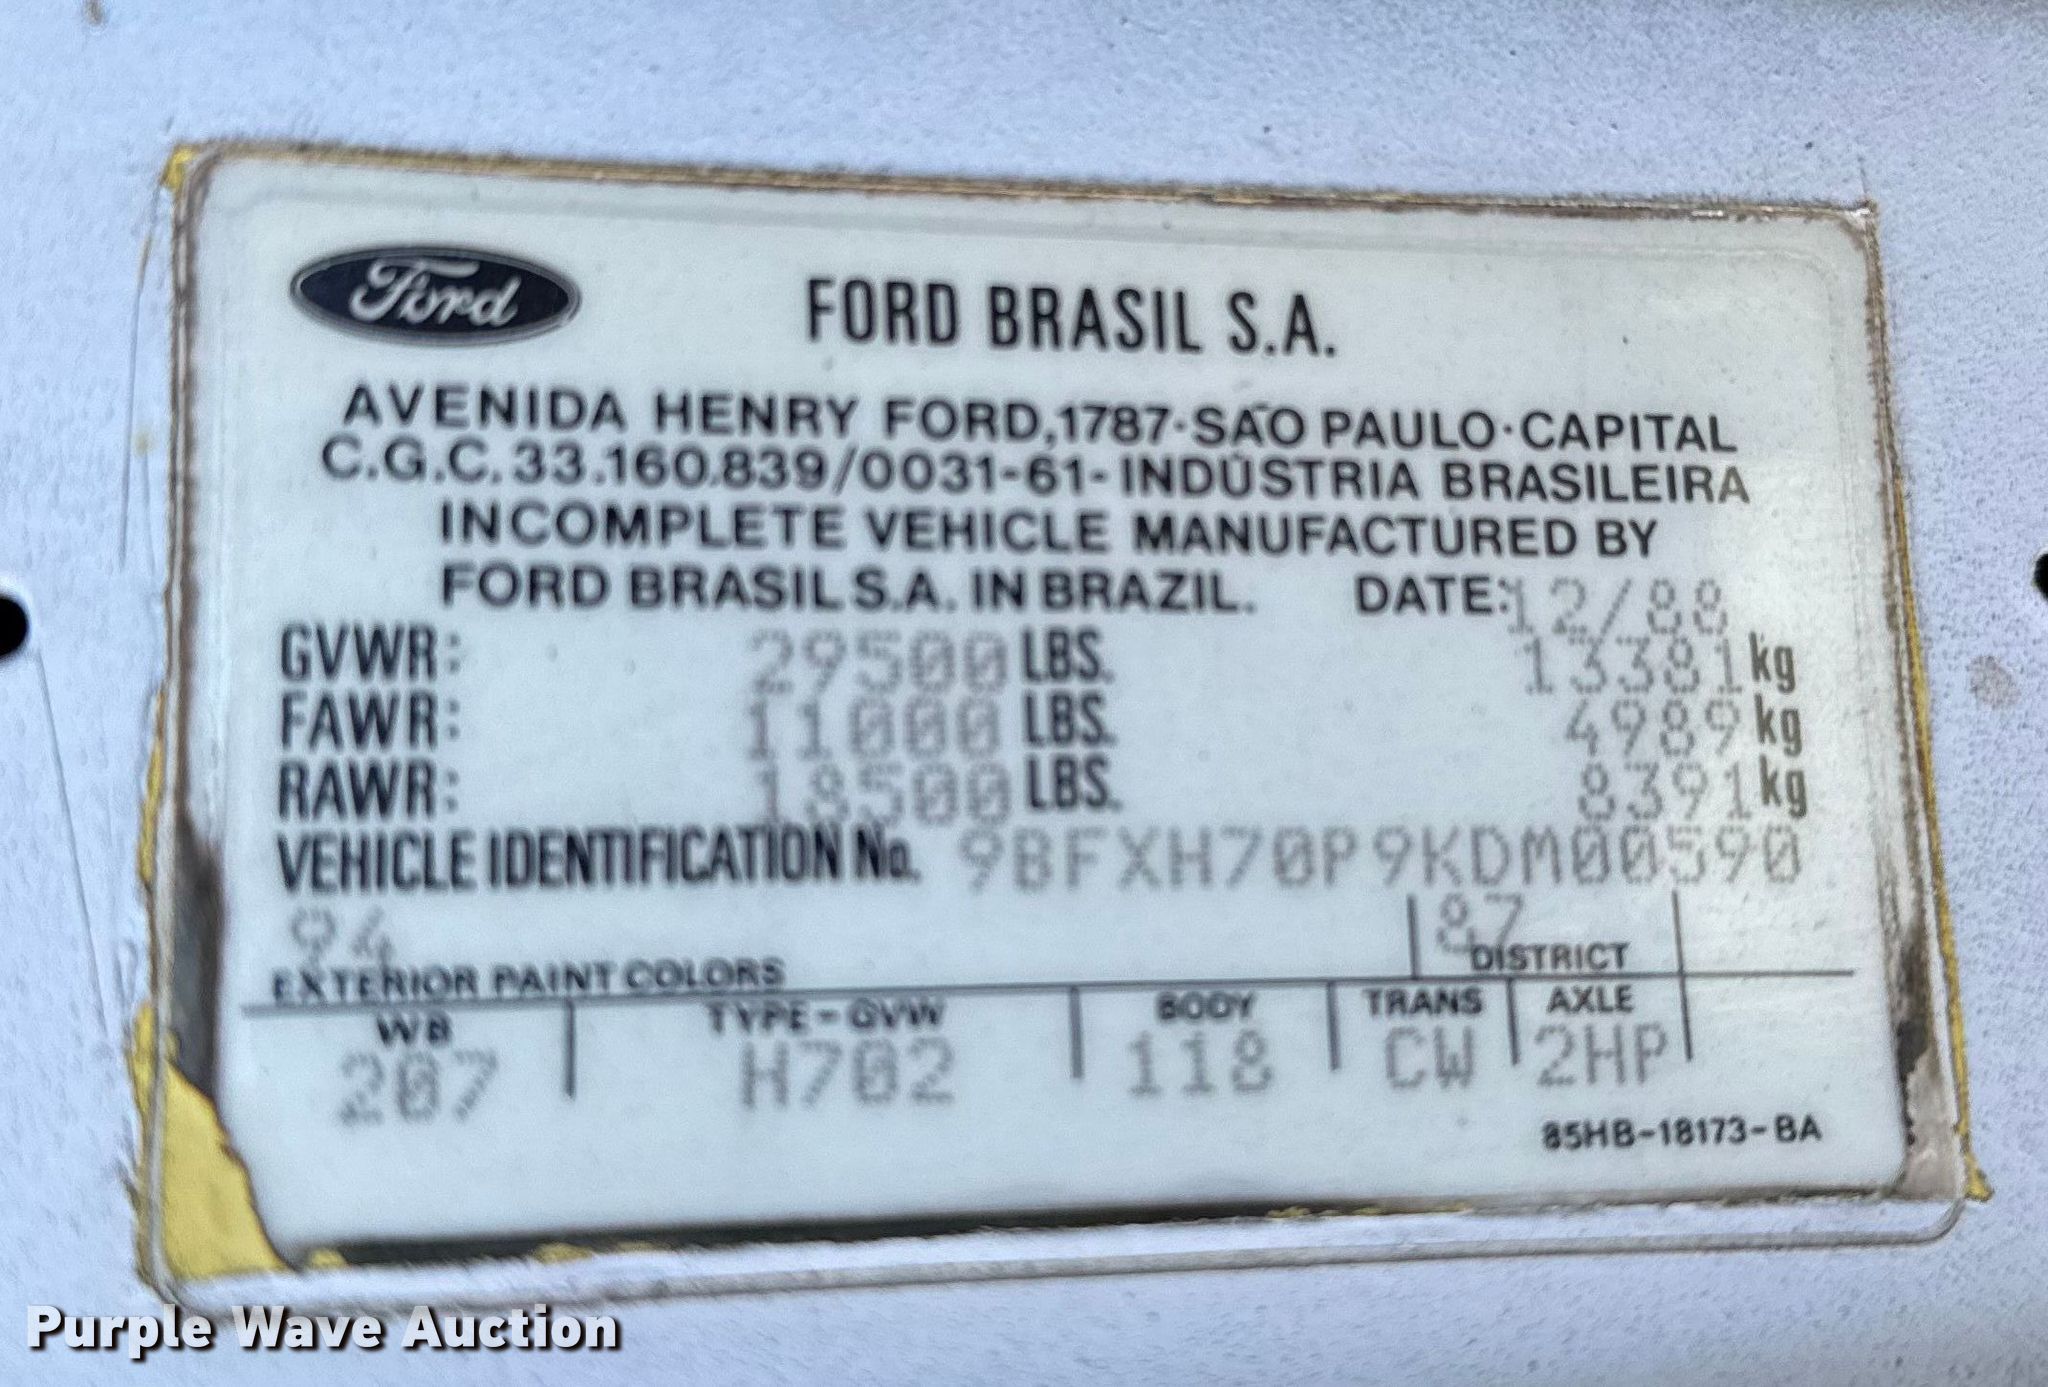 Ford
FORD BRASIL S.A.
AVENIDA HENRY FORD, 1787·SÃO PAULO·CAPITAL
C.G.C. 33.160.839/0031-61-INDÚSTRIA BRASILEIRA
INCOMPLETE VEHICLE MANUFACTURED BY
FORD BRASIL S.A. IN BRAZIL. DATE: 12/88
GVWR: 29500 LBS. 13381 kg
FAWR: 11000 LBS. 4989 kg
RAWR: 18500 LBS. 8391 kg
VEHICLE IDENTIFICATION No. 9BFXH70P9KDM00590
94 87
EXTERIOR PAINT COLORS DISTRICT
WB TYPE-GVW BODY TRANS AXLE
207 H702 118 CW 2HP
85HB-18173-BA
Purple Wave Auction